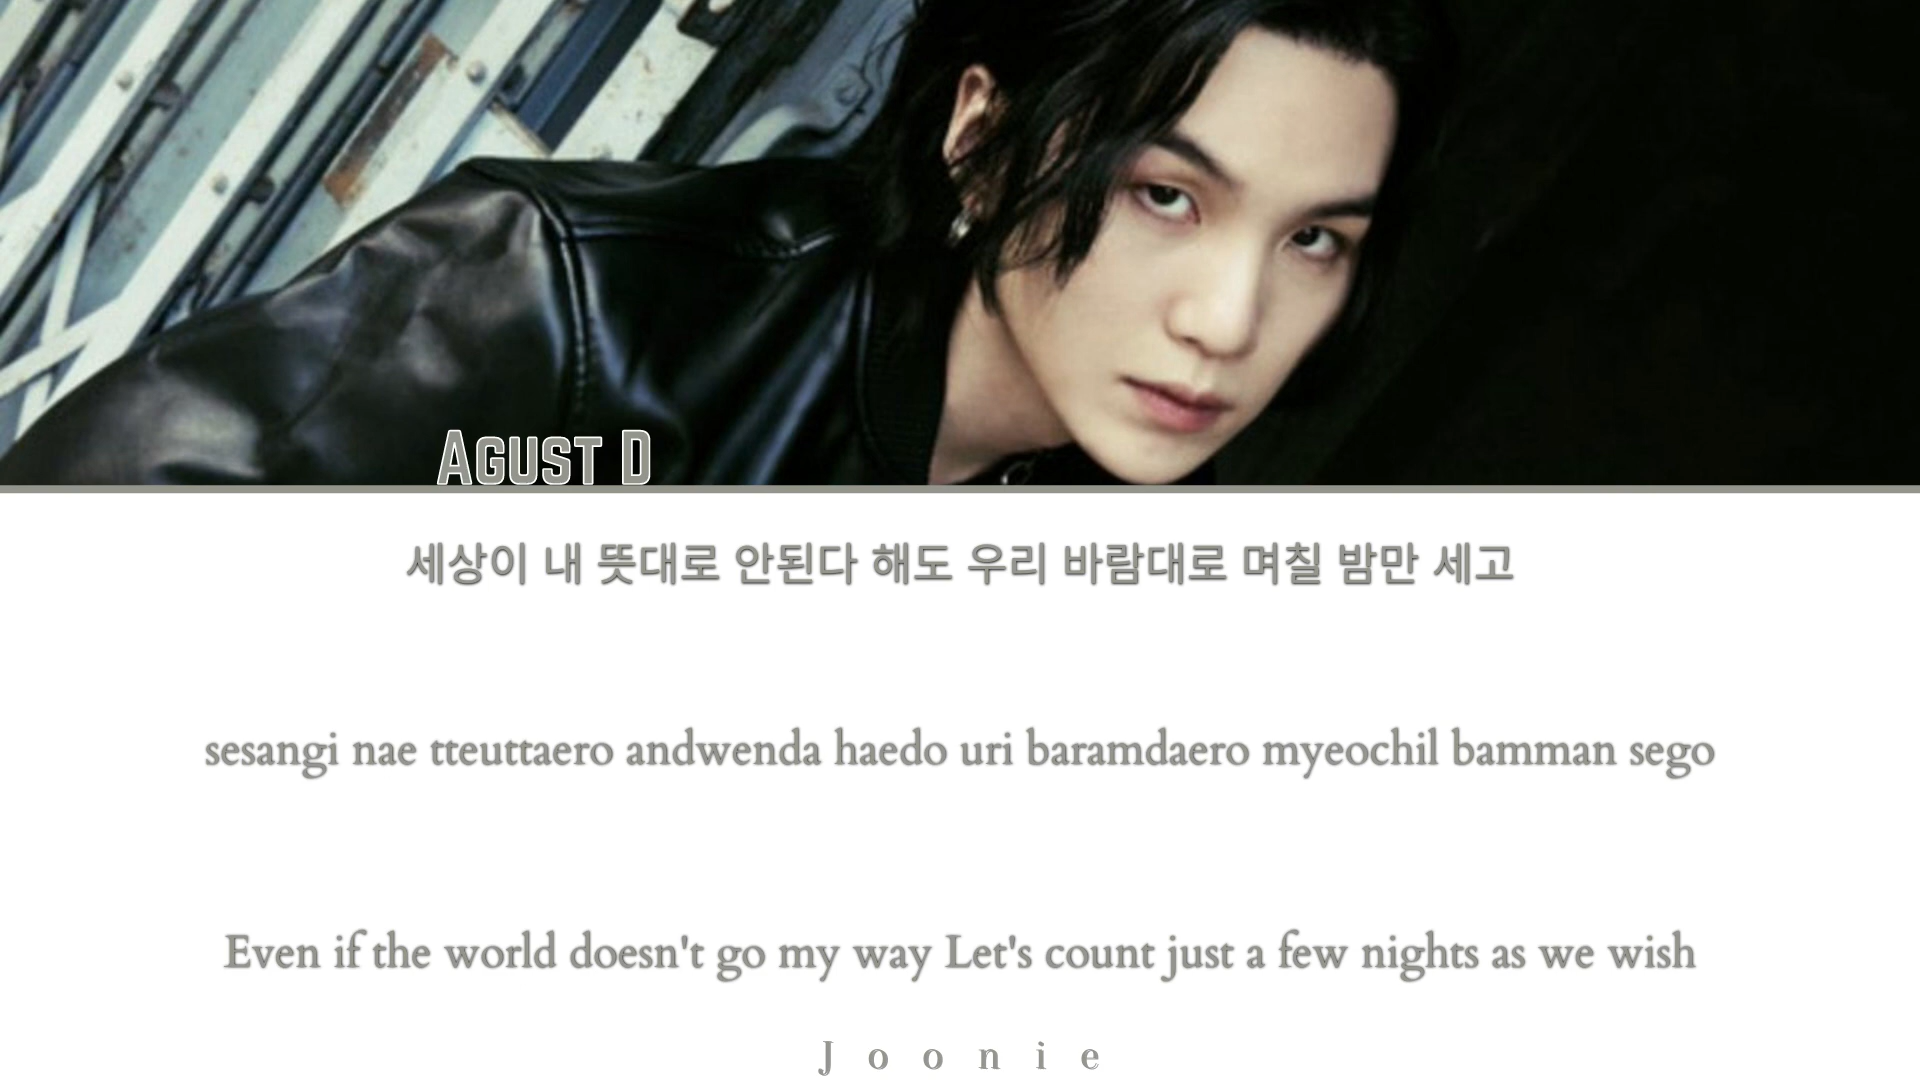 Agust D
세상이 내 뜻대로 안된다 해도 우리 바람대로 며칠 밤만 세고
sesangi nae tteuttaero andwenda haedo uri baramdaero myeochil bamman sego
Even if the world doesn't go my way Let's count just a few nights as we wish
Joonie